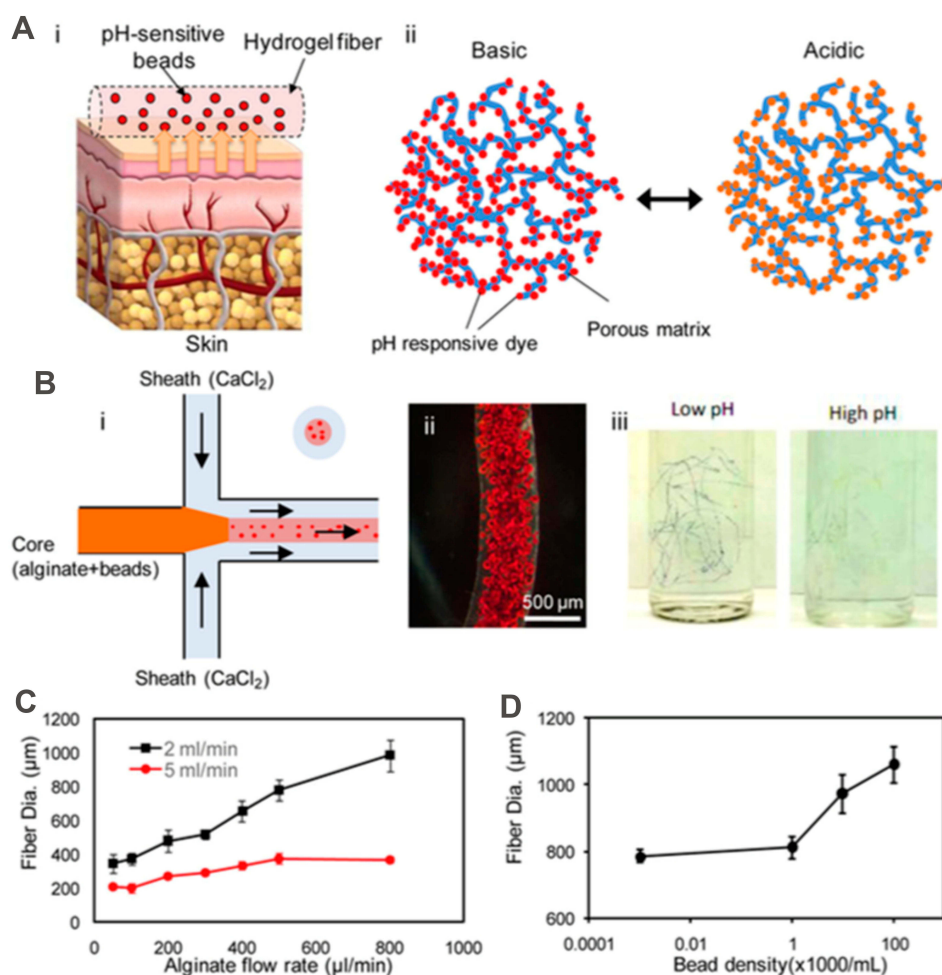 A
i
pH-sensitive
beads
Hydrogel fiber
Skin
ii
Basic
Acidic
pH responsive dye
Porous matrix
B
Sheath (CaCl2)
i
Core
(alginate+beads)
Sheath (CaCl2)
ii
500 µm
iii
Low pH
High pH
C
1200
1000
800
600
400
200
0
Fiber Dia. (µm)
2 ml/min
5 ml/min
0 200 400 600 800 1000
Alginate flow rate (µl/min)
D
1200
1000
800
600
Fiber Dia. (µm)
0.0001 0.01 1 100
Bead density(x1000/mL)